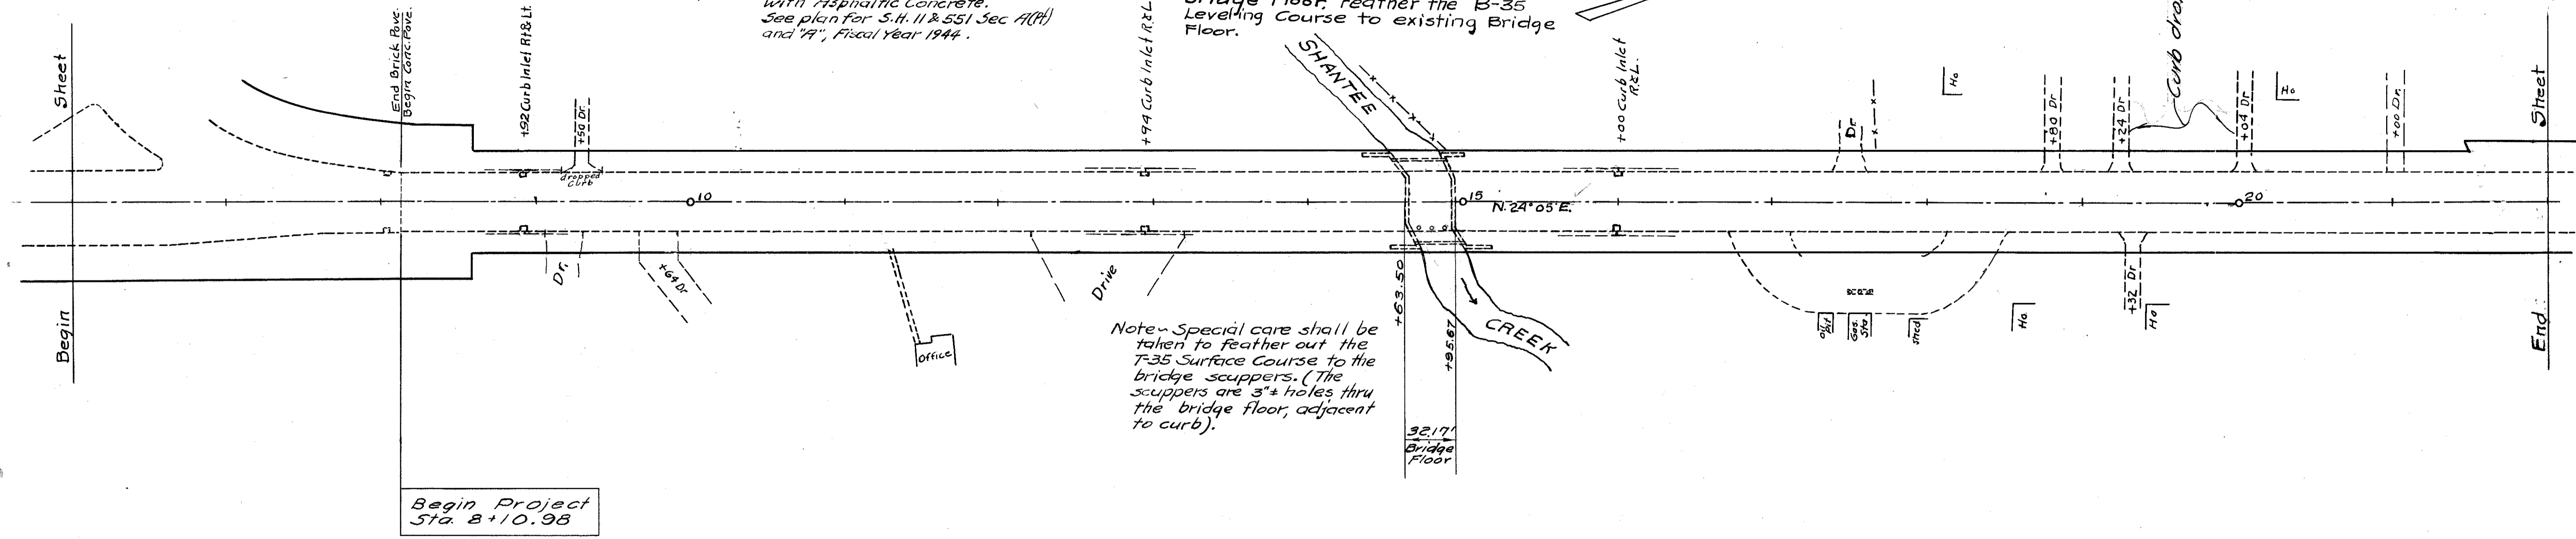 Sheet
Begin
End Brick Pave.
Begin Conc. Pave.
+92 Curb Inlet Rt & Lt.
+50 Dr.
dropped
Curb
with Asphaltic Concrete.
See plan for S.H. 11 & 551 Sec A(Pt)
and "A", Fiscal Year 1944.
+94 Curb Inlet R.&L.
Bridge Floor. Feather the B-35
Leveling Course to existing Bridge
Floor.
SHANTEE
CREEK
+00 Curb Inlet
R.&L.
Dr.
Ho
+80 Dr
+24 Dr
Curb
+04 Dr
Ho
+00 Dr.
Sheet
End
10
15
N. 24° 05' E.
20
Dr.
+64 Dr
Office
Drive
+63.50
+95.67
Note~ Special care shall be
taken to feather out the
T-35 Surface Course to the
bridge scuppers. (The
scuppers are 3"± holes thru
the bridge floor, adjacent
to curb).
32.17'
Bridge
Floor
Gas.
Sta.
Shed
Ho.
+32 Dr
Ho
Begin Project
Sta. 8+10.98